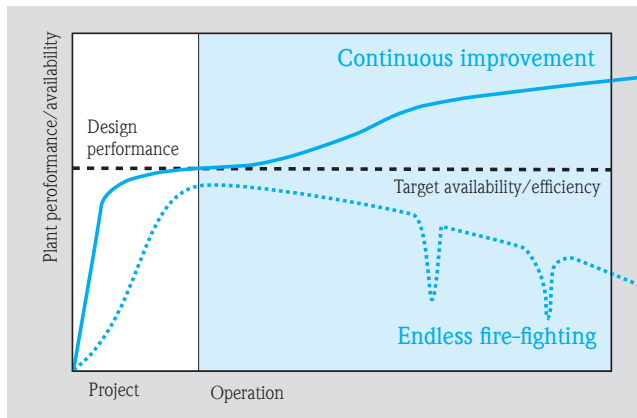 Continuous improvement
Design
performance
Target availability/efficiency
Endless fire-fighting
Plant peroformance/availability
Project
Operation